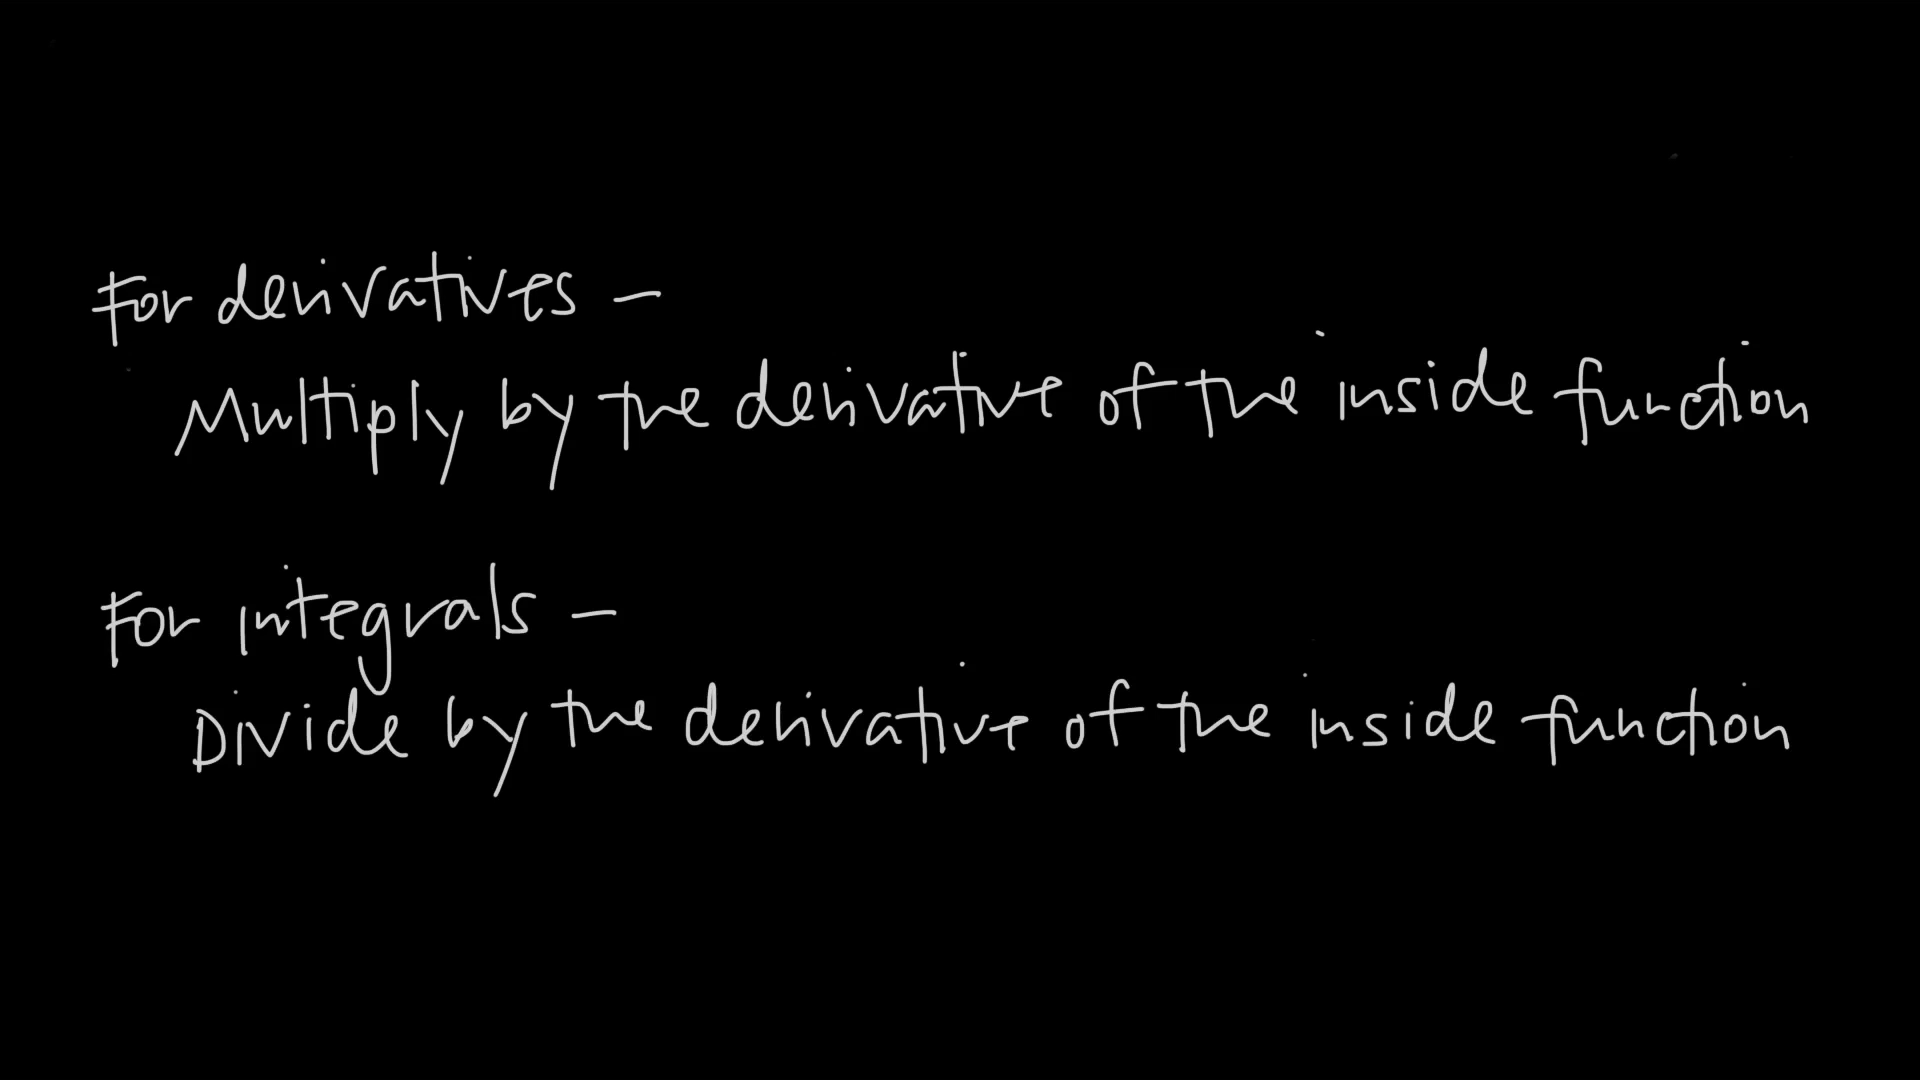 For derivatives -
Multiply by the derivative of the inside function
For integrals -
Divide by the derivative of the inside function